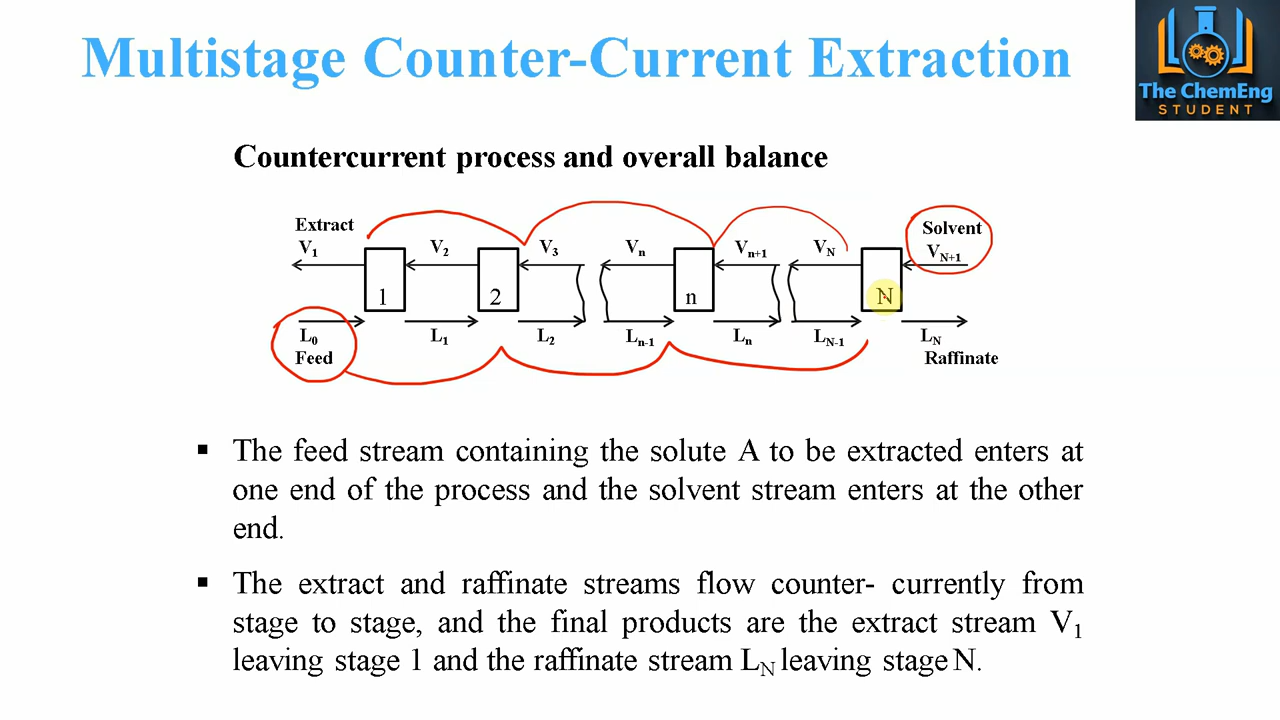 Multistage Counter-Current Extraction
The ChemEng
STUDENT
Countercurrent process and overall balance
Extract
Solvent
V1 V2 V3 Vn Vn+1 VN VN+1
1 2 n N
L0 L1 L2 Ln-1 Ln LN-1 LN
Feed
Raffinate
▪ The feed stream containing the solute A to be extracted enters at
one end of the process and the solvent stream enters at the other
end.
▪ The extract and raffinate streams flow counter- currently from
stage to stage, and the final products are the extract stream V1
leaving stage 1 and the raffinate stream LN leaving stage N.